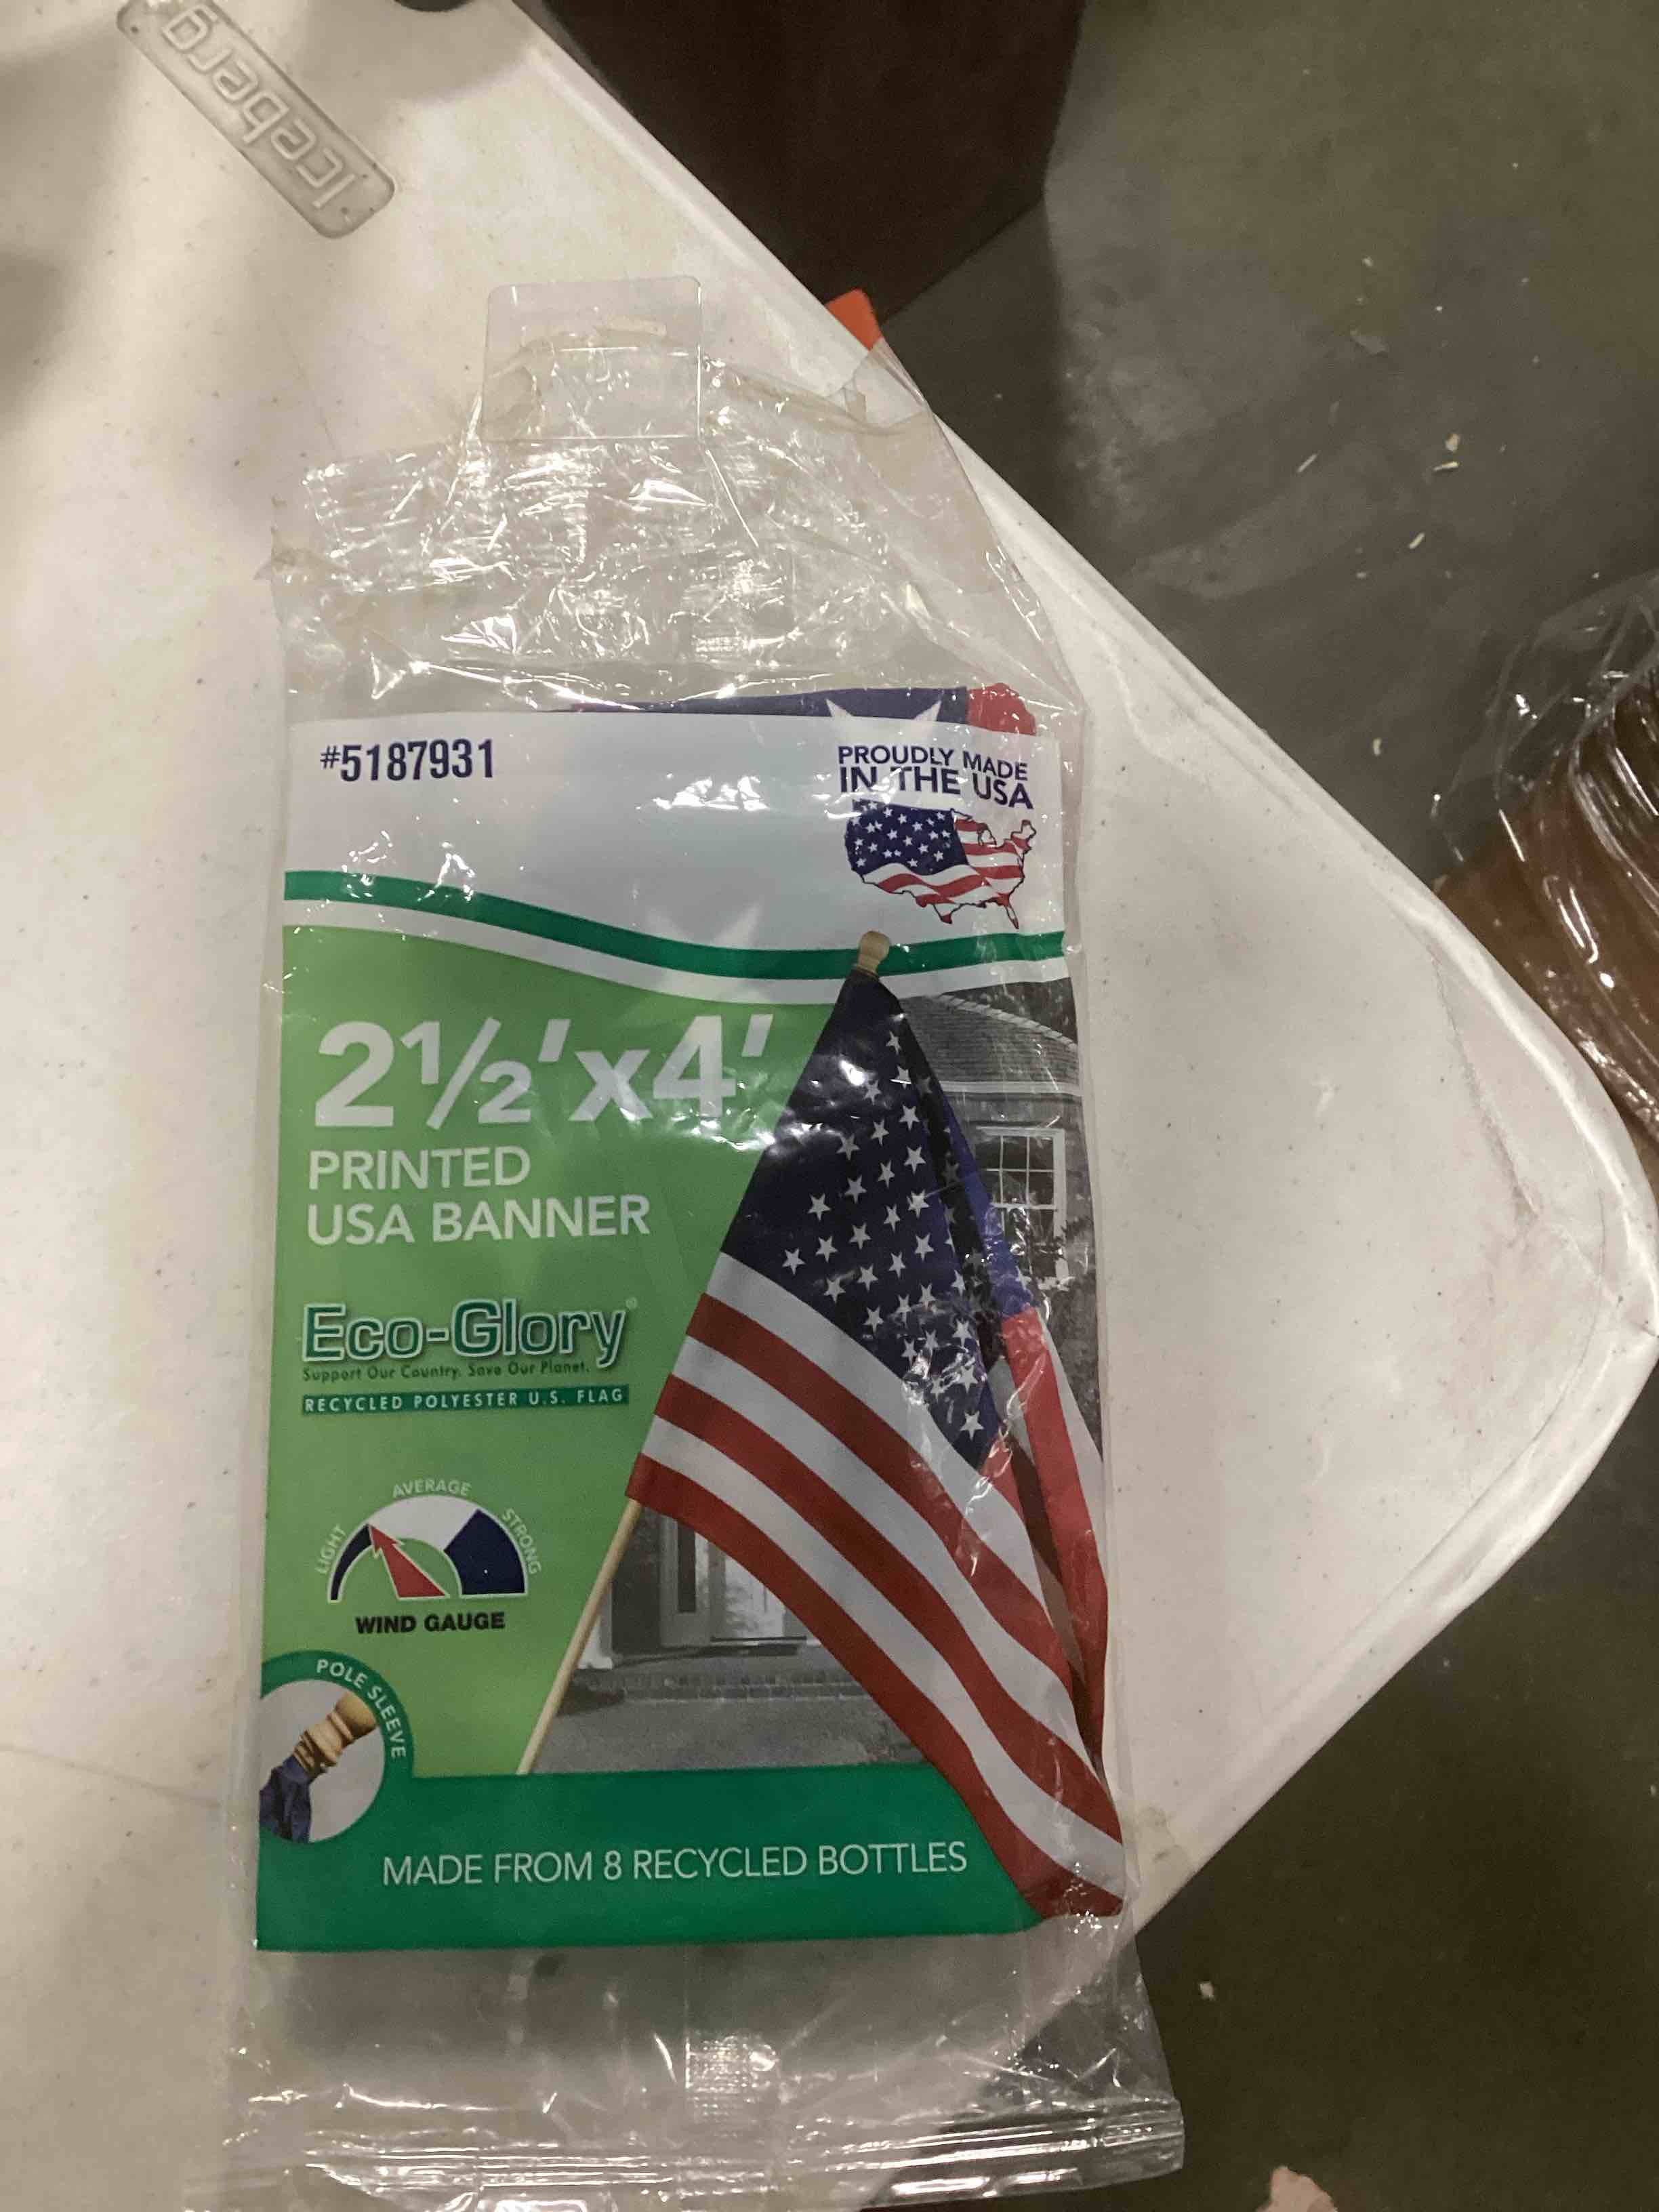 Iceberg
#5187931
PROUDLY MADE
IN THE USA
2½'x4'
PRINTED
USA BANNER
Eco-Glory®
Support Our Country. Save Our Planet.
RECYCLED POLYESTER U.S. FLAG
LIGHT
AVERAGE
STRONG
WIND GAUGE
POLE SLEEVE
MADE FROM 8 RECYCLED BOTTLES